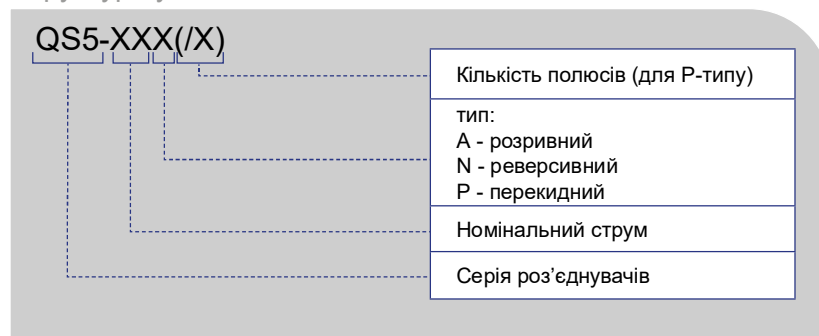 QS5-XXX(/X)
Кількість полюсів (для Р-типу)
тип:
А - розривний
N - реверсивний
Р - перекидний
Номінальний струм
Серія роз’єднувачів